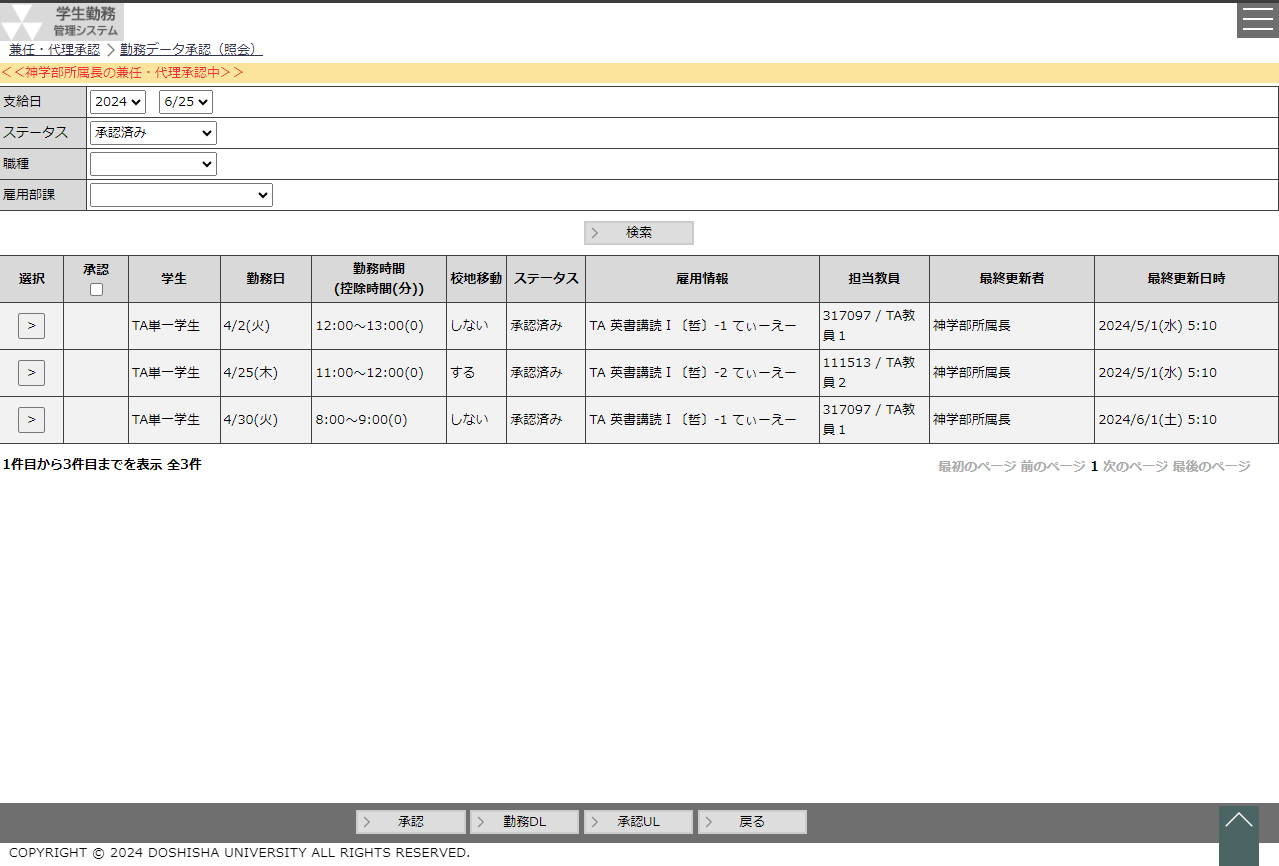 学生勤務
管理システム
兼任・代理承認 > 勤務データ承認（照会）
＜＜神学部所属長の兼任・代理承認中＞＞
支給日 2024 6/25
ステータス 承認済み
職種
雇用部課
検索
選択 承認 学生 勤務日 勤務時間 (控除時間(分)) 校地移動 ステータス 雇用情報 担当教員 最終更新者 最終更新日時
> TA単一学生 4/2(火) 12:00～13:00(0) しない 承認済み TA 英書講読Ⅰ〔哲〕-1 てぃーえー 317097 / TA教員１ 神学部所属長 2024/5/1(水) 5:10
> TA単一学生 4/25(木) 11:00～12:00(0) する 承認済み TA 英書講読Ⅰ〔哲〕-2 てぃーえー 111513 / TA教員２ 神学部所属長 2024/5/1(水) 5:10
> TA単一学生 4/30(火) 8:00～9:00(0) しない 承認済み TA 英書講読Ⅰ〔哲〕-1 てぃーえー 317097 / TA教員１ 神学部所属長 2024/6/1(土) 5:10
1件目から3件目までを表示 全3件
最初のページ 前のページ 1 次のページ 最後のページ
承認 勤務DL 承認UL 戻る
COPYRIGHT © 2024 DOSHISHA UNIVERSITY ALL RIGHTS RESERVED.